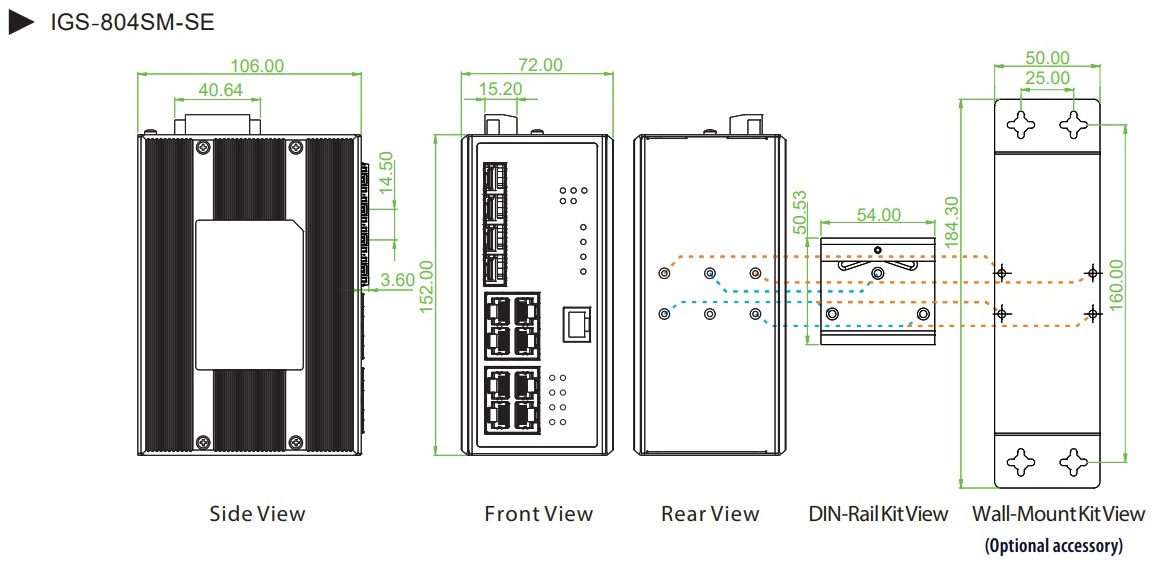 IGS-804SM-SE
106.00
40.64
14.50
3.60
72.00
15.20
152.00
50.53
54.00
184.30
50.00
25.00
160.00
Side View
Front View
Rear View
DIN-Rail Kit View
Wall-Mount Kit View
(Optional accessory)